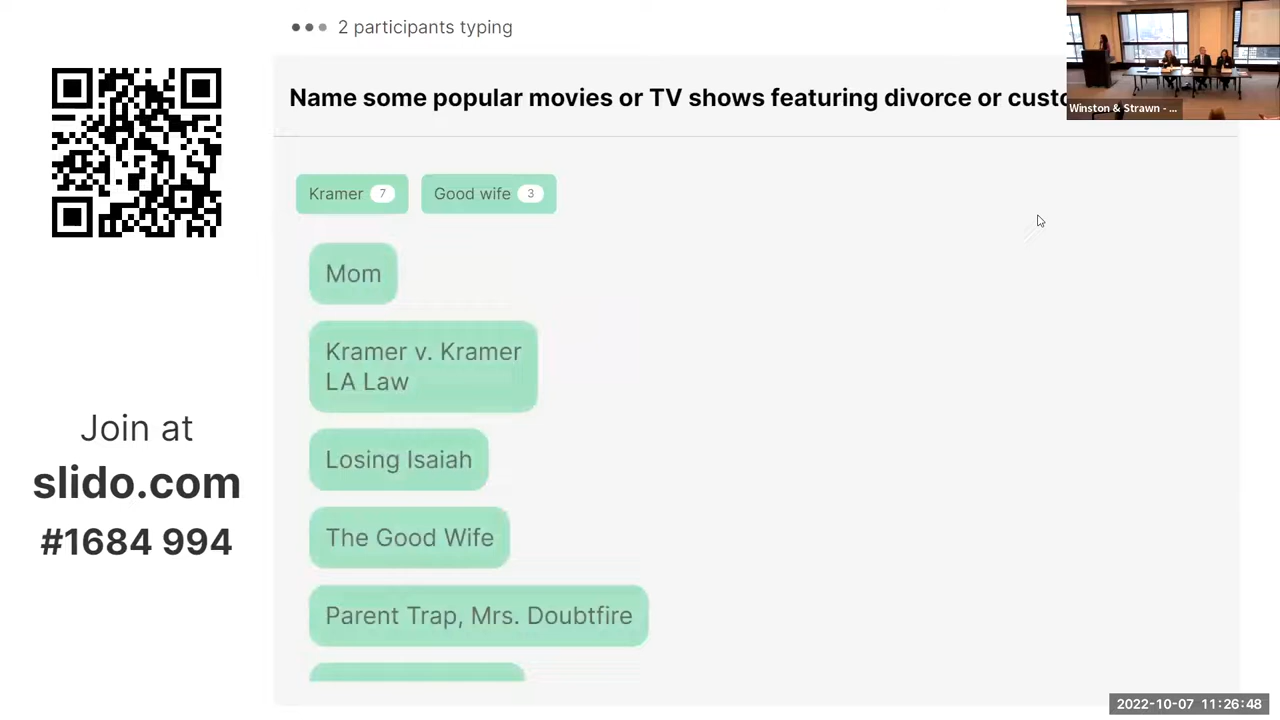 2 participants typing
Name some popular movies or TV shows featuring divorce or custo
Winston & Strawn - ...
Kramer 7
Good wife 3
Mom
Kramer v. Kramer
LA Law
Losing Isaiah
The Good Wife
Parent Trap, Mrs. Doubtfire
Join at
slido.com
#1684 994
2022-10-07 11:26:48